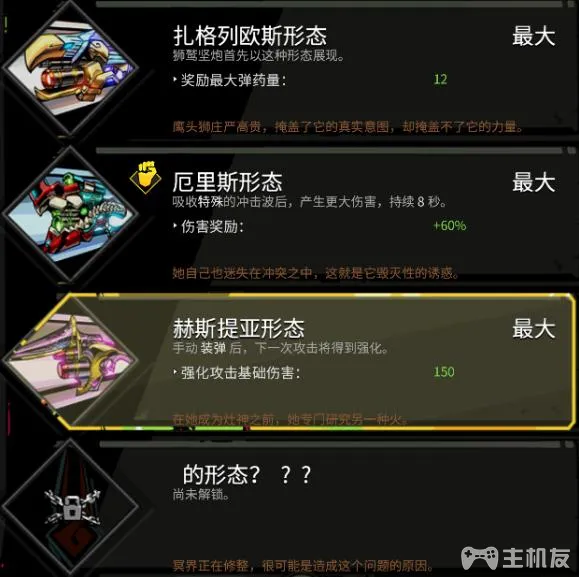 扎格列欧斯形态 最大
狮鹫坚炮首先以这种形态展现。
‣ 奖励最大弹药量： 12
鹰头狮庄严高贵，掩盖了它的真实意图，却掩盖不了它的力量。
厄里斯形态 最大
吸收特殊的冲击波后，产生更大伤害，持续 8 秒。
‣ 伤害奖励： +60%
她自己也迷失在冲突之中，这就是它毁灭性的诱惑。
赫斯提亚形态 最大
手动 装弹 后，下一次攻击将得到强化。
‣ 强化攻击基础伤害： 150
在她成为灶神之前，她专门研究另一种火。
的形态？ ？？
尚未解锁。
冥界正在修整，很可能是造成这个问题的原因。
主机友